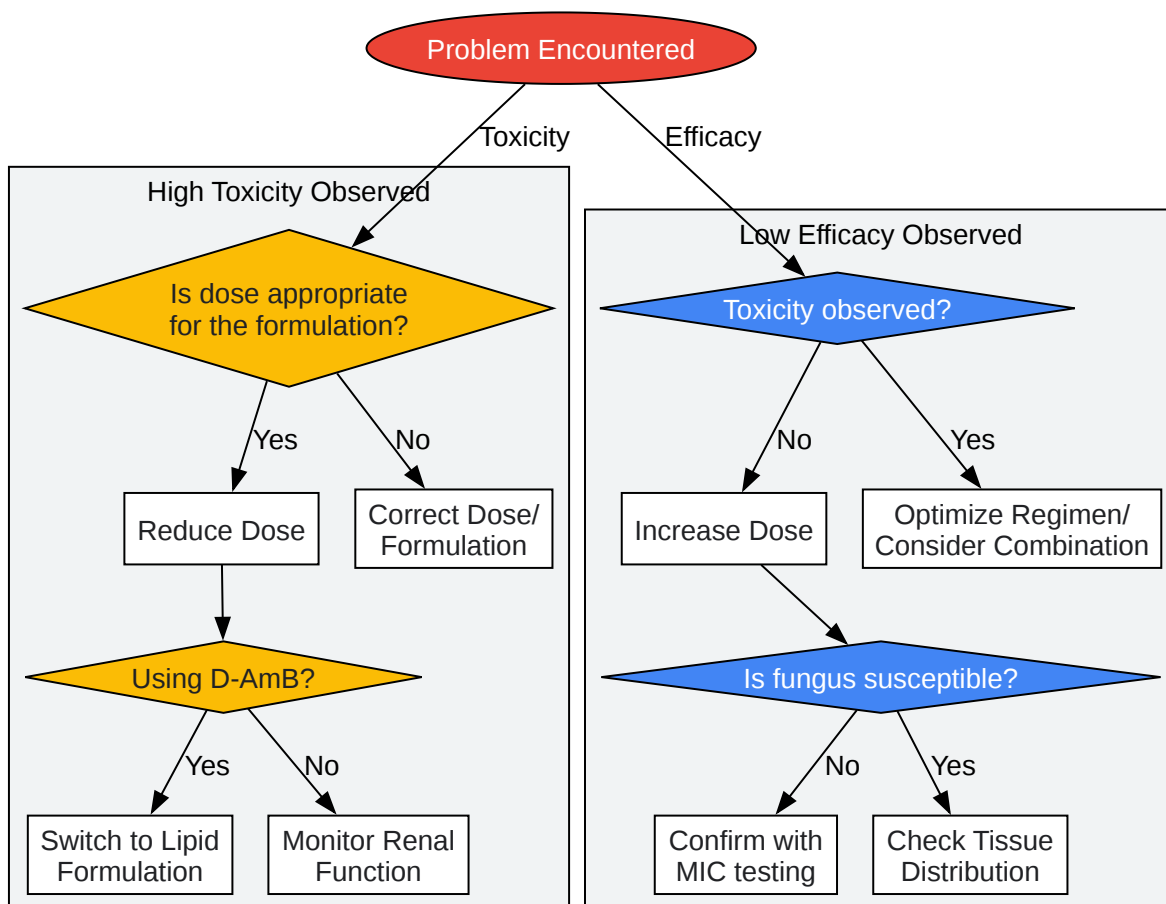 Problem Encountered
Toxicity
Efficacy
High Toxicity Observed
Is dose appropriate
for the formulation?
Yes
No
Reduce Dose
Correct Dose/
Formulation
Using D-AmB?
Yes
No
Switch to Lipid
Formulation
Monitor Renal
Function
Low Efficacy Observed
Toxicity observed?
No
Yes
Increase Dose
Optimize Regimen/
Consider Combination
Is fungus susceptible?
No
Yes
Confirm with
MIC testing
Check Tissue
Distribution